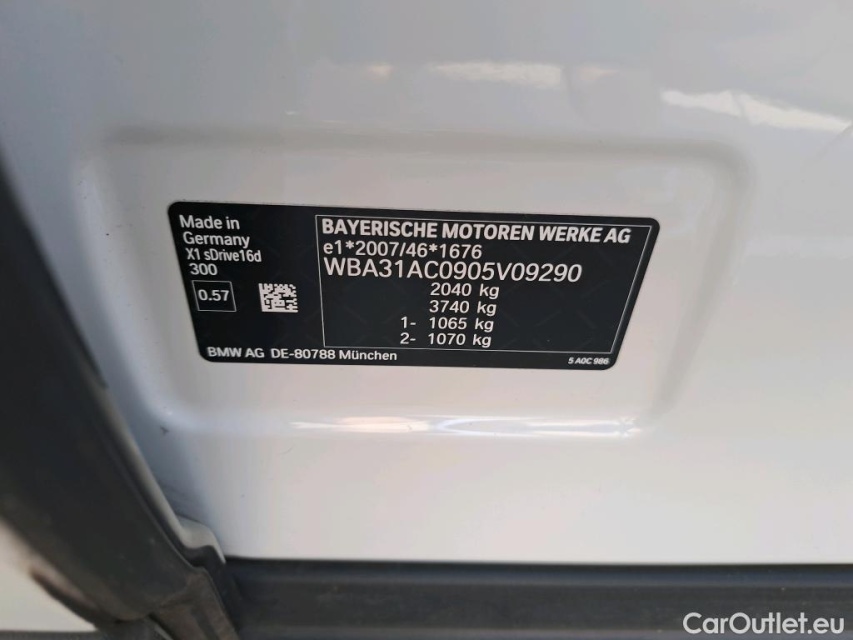 Made in
Germany
X1 sDrive16d
300
0.57
BAYERISCHE MOTOREN WERKE AG
e1*2007/46*1676
WBA31AC0905V09290
2040 kg
3740 kg
1- 1065 kg
2- 1070 kg
BMW AG DE-80788 München
5 A0C 986
CarOutlet.eu